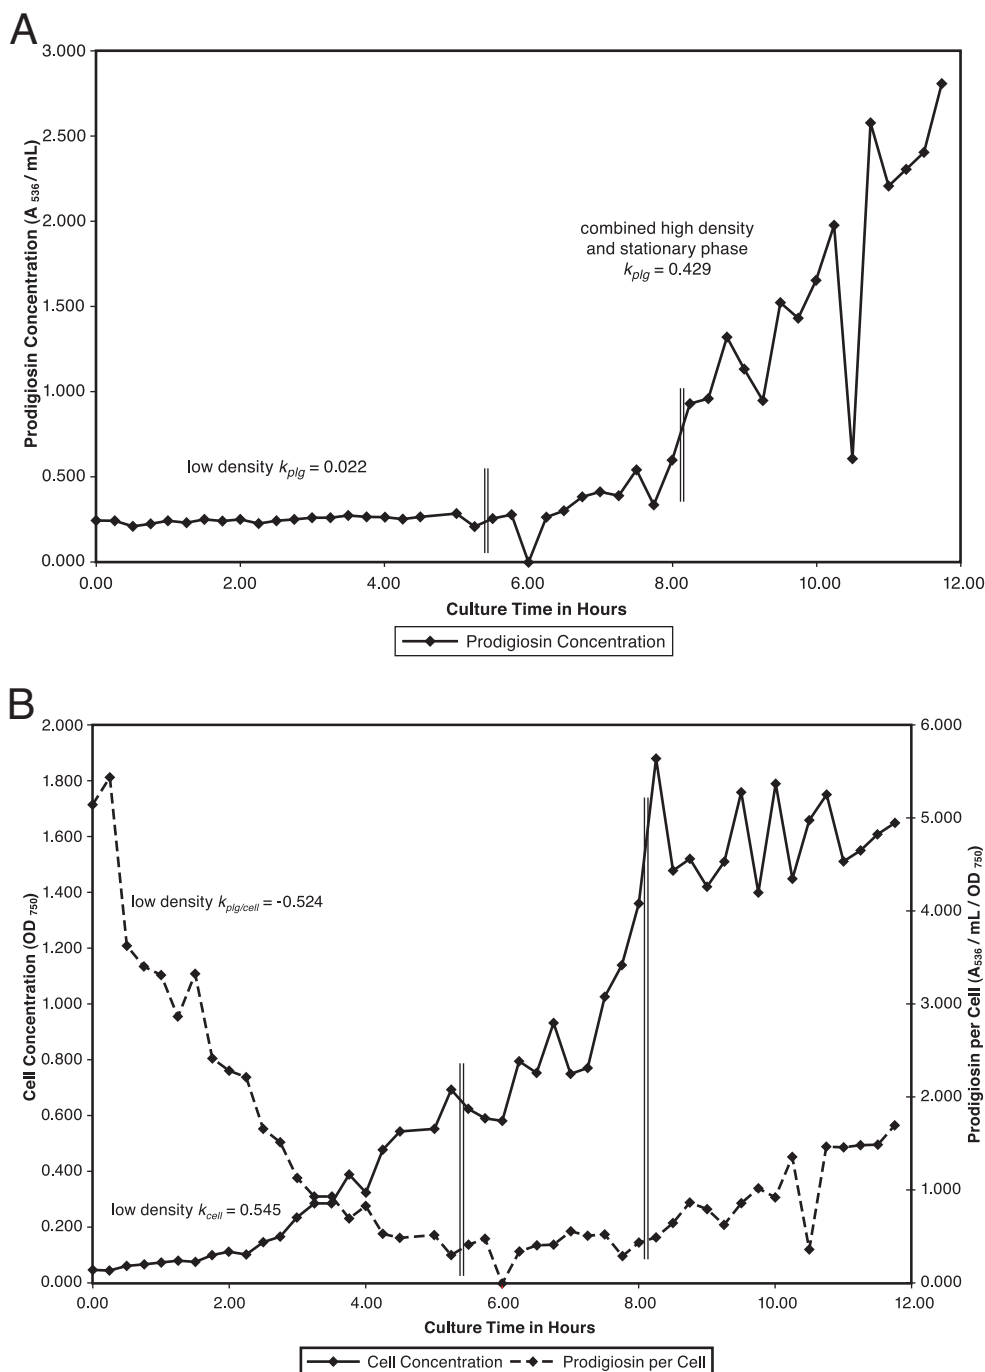 A
3.000
2.500
2.000
1.500
1.000
0.500
0.000
Prodigiosin Concentration (A 536 / mL)
combined high density
and stationary phase
kplg = 0.429
low density kplg = 0.022
0.00 2.00 4.00 6.00 8.00 10.00 12.00
Culture Time in Hours
Prodigiosin Concentration
B
2.000
1.800
1.600
1.400
1.200
1.000
0.800
0.600
0.400
0.200
0.000
Cell Concentration (OD 750)
6.000
5.000
4.000
3.000
2.000
1.000
0.000
Prodigiosin per Cell (A536 / mL / OD 750)
low density kplg/cell = -0.524
low density kcell = 0.545
0.00 2.00 4.00 6.00 8.00 10.00 12.00
Culture Time in Hours
Cell Concentration Prodigiosin per Cell